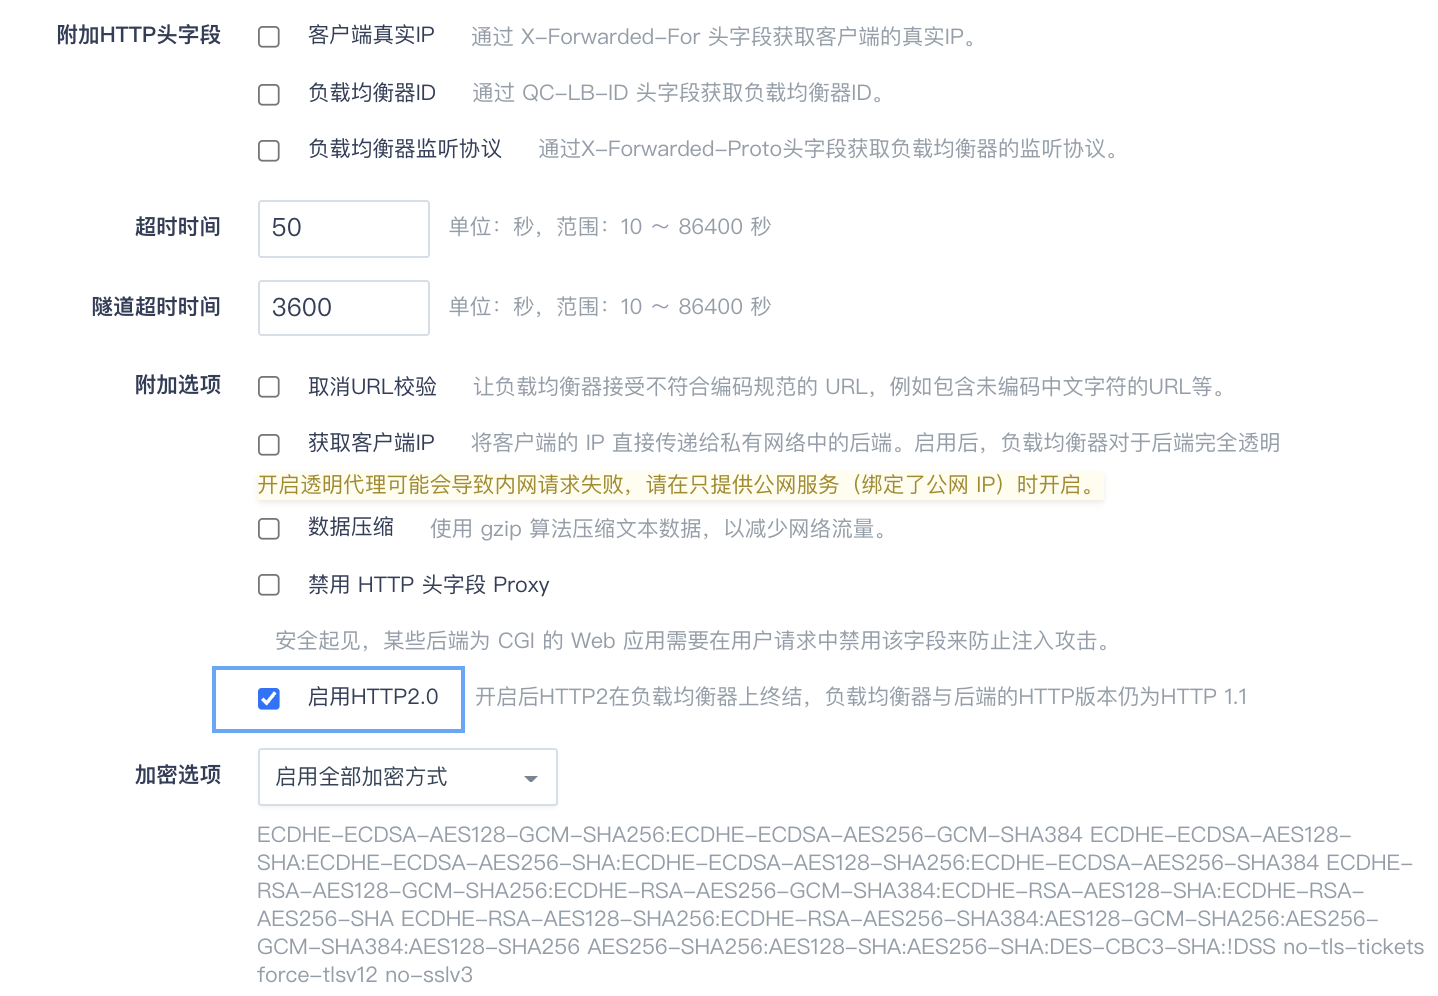 附加HTTP头字段 客户端真实IP 通过 X-Forwarded-For 头字段获取客户端的真实IP。
负载均衡器ID 通过 QC-LB-ID 头字段获取负载均衡器ID。
负载均衡器监听协议 通过X-Forwarded-Proto头字段获取负载均衡器的监听协议。
超时时间 50 单位：秒，范围：10 ～ 86400 秒
隧道超时时间 3600 单位：秒，范围：10 ～ 86400 秒
附加选项 取消URL校验 让负载均衡器接受不符合编码规范的 URL，例如包含未编码中文字符的URL等。
获取客户端IP 将客户端的 IP 直接传递给私有网络中的后端。启用后，负载均衡器对于后端完全透明
开启透明代理可能会导致内网请求失败，请在只提供公网服务（绑定了公网 IP）时开启。
数据压缩 使用 gzip 算法压缩文本数据，以减少网络流量。
禁用 HTTP 头字段 Proxy
安全起见，某些后端为 CGI 的 Web 应用需要在用户请求中禁用该字段来防止注入攻击。
启用HTTP2.0 开启后HTTP2在负载均衡器上终结，负载均衡器与后端的HTTP版本仍为HTTP 1.1
加密选项 启用全部加密方式
ECDHE-ECDSA-AES128-GCM-SHA256:ECDHE-ECDSA-AES256-GCM-SHA384 ECDHE-ECDSA-AES128-
SHA:ECDHE-ECDSA-AES256-SHA:ECDHE-ECDSA-AES128-SHA256:ECDHE-ECDSA-AES256-SHA384 ECDHE-
RSA-AES128-GCM-SHA256:ECDHE-RSA-AES256-GCM-SHA384:ECDHE-RSA-AES128-SHA:ECDHE-RSA-
AES256-SHA ECDHE-RSA-AES128-SHA256:ECDHE-RSA-AES256-SHA384:AES128-GCM-SHA256:AES256-
GCM-SHA384:AES128-SHA256 AES256-SHA256:AES128-SHA:AES256-SHA:DES-CBC3-SHA:!DSS no-tls-tickets
force-tlsv12 no-sslv3